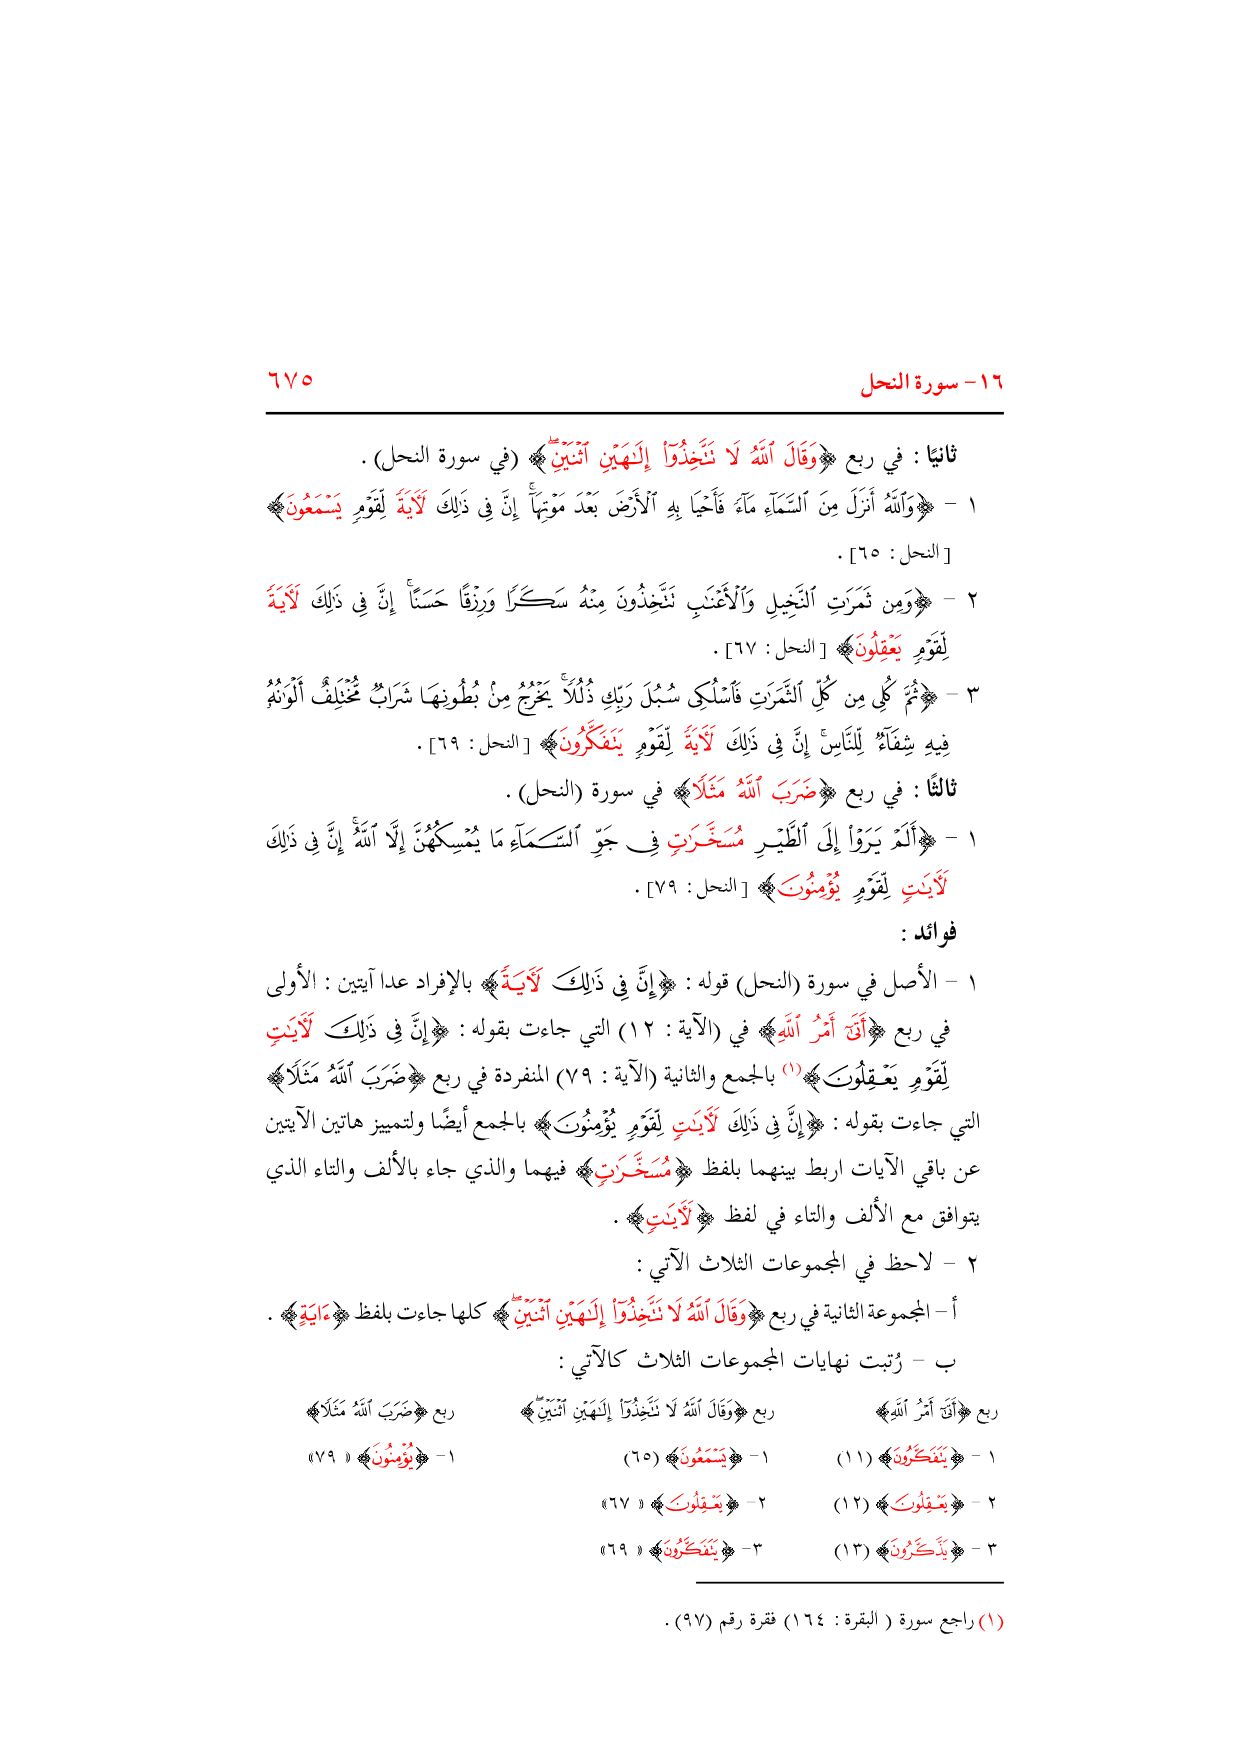 ١٦- سورة النحل ٦٧٥
ثانيًا : في ربع ﴿وَقَالَ ٱللَّهُ لَا تَتَّخِذُوٓا۟ إِلَـٰهَيْنِ ٱثْنَيْنِ ۖ﴾ (في سورة النحل) .
١ - ﴿وَٱللَّهُ أَنزَلَ مِنَ ٱلسَّمَآءِ مَآءً فَأَحْيَا بِهِ ٱلْأَرْضَ بَعْدَ مَوْتِهَآ ۚ إِنَّ فِى ذَٰلِكَ لَـَٔايَةً لِّقَوْمٍ يَسْمَعُونَ﴾
[النحل : ٦٥] .
٢ - ﴿وَمِن ثَمَرَٰتِ ٱلنَّخِيلِ وَٱلْأَعْنَـٰبِ تَتَّخِذُونَ مِنْهُ سَكَرًا وَرِزْقًا حَسَنًا ۗ إِنَّ فِى ذَٰلِكَ لَـَٔايَةً
لِّقَوْمٍ يَعْقِلُونَ﴾ [النحل : ٦٧] .
٣ - ﴿ثُمَّ كُلِى مِن كُلِّ ٱلثَّمَرَٰتِ فَٱسْلُكِى سُبُلَ رَبِّكِ ذُلُلًا ۚ يَخْرُجُ مِنۢ بُطُونِهَا شَرَابٌ مُّخْتَلِفٌ أَلْوَٰنُهُۥ
فِيهِ شِفَآءٌ لِّلنَّاسِ ۗ إِنَّ فِى ذَٰلِكَ لَـَٔايَةً لِّقَوْمٍ يَتَفَكَّرُونَ﴾ [النحل : ٦٩] .
ثالثًا : في ربع ﴿ضَرَبَ ٱللَّهُ مَثَلًا﴾ في سورة (النحل) .
١ - ﴿أَلَمْ يَرَوْا۟ إِلَى ٱلطَّيْرِ مُسَخَّرَٰتٍ فِى جَوِّ ٱلسَّمَآءِ مَا يُمْسِكُهُنَّ إِلَّا ٱللَّهُ ۗ إِنَّ فِى ذَٰلِكَ
لَـَٔايَـٰتٍ لِّقَوْمٍ يُؤْمِنُونَ﴾ [النحل : ٧٩] .
فوائد :
١ - الأصل في سورة (النحل) قوله : ﴿إِنَّ فِى ذَٰلِكَ لَـَٔايَةً﴾ بالإفراد عدا آيتين : الأولى
في ربع ﴿أَتَىٰٓ أَمْرُ ٱللَّهِ﴾ في (الآية : ١٢) التي جاءت بقوله : ﴿إِنَّ فِى ذَٰلِكَ لَـَٔايَـٰتٍ
لِّقَوْمٍ يَعْقِلُونَ﴾(١) بالجمع والثانية (الآية : ٧٩) المنفردة في ربع ﴿ضَرَبَ ٱللَّهُ مَثَلًا﴾
التي جاءت بقوله : ﴿إِنَّ فِى ذَٰلِكَ لَـَٔايَـٰتٍ لِّقَوْمٍ يُؤْمِنُونَ﴾ بالجمع أيضًا ولتمييز هاتين الآيتين
عن باقي الآيات اربط بينهما بلفظ ﴿مُسَخَّرَٰتٍ﴾ فيهما والذي جاء بالألف والتاء الذي
يتوافق مع الألف والتاء في لفظ ﴿لَـَٔايَـٰتٍ﴾ .
٢ - لاحظ في المجموعات الثلاث الآتي :
أ - المجموعة الثانية في ربع ﴿وَقَالَ ٱللَّهُ لَا تَتَّخِذُوٓا۟ إِلَـٰهَيْنِ ٱثْنَيْنِ ۖ﴾ كلها جاءت بلفظ ﴿ءَايَةٍ﴾ .
ب - رُتبت نهايات المجموعات الثلاث كالآتي :
ربع ﴿أَتَىٰٓ أَمْرُ ٱللَّهِ﴾ ربع ﴿وَقَالَ ٱللَّهُ لَا تَتَّخِذُوٓا۟ إِلَـٰهَيْنِ ٱثْنَيْنِ ۖ﴾ ربع ﴿ضَرَبَ ٱللَّهُ مَثَلًا﴾
١ - ﴿يَتَفَكَّرُونَ﴾ (١١) ١- ﴿يَسْمَعُونَ﴾ (٦٥) ١- ﴿يُؤْمِنُونَ﴾ «٧٩»
٢ - ﴿يَعْقِلُونَ﴾ (١٢) ٢- ﴿يَعْقِلُونَ﴾ «٦٧»
٣ - ﴿يَذَّكَّرُونَ﴾ (١٣) ٣- ﴿يَتَفَكَّرُونَ﴾ «٦٩»
(١) راجع سورة ( البقرة : ١٦٤) فقرة رقم (٩٧) .